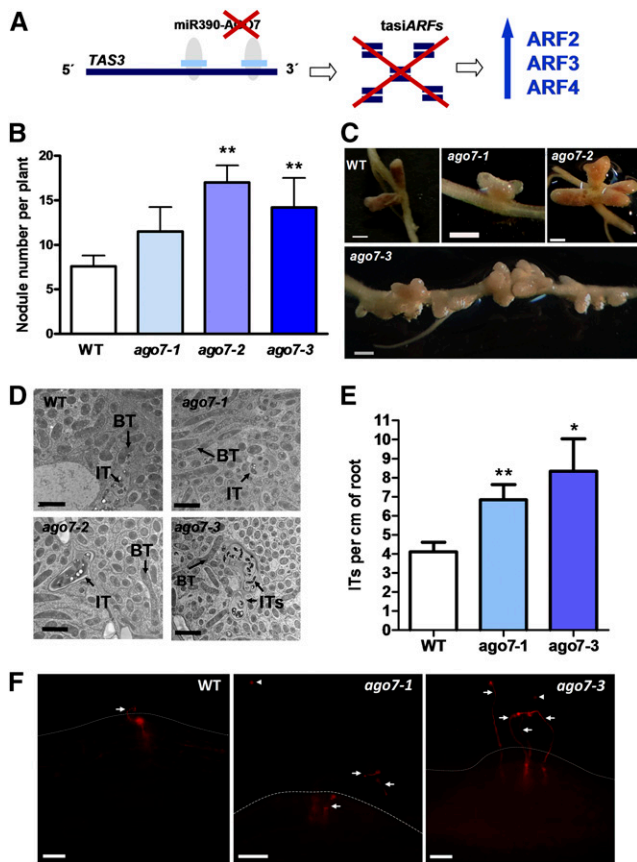 A
miR390-AGO7
tasiARFs
5´ TAS3 3´
ARF2
ARF3
ARF4
B
Nodule number per plant
20
15
10
5
0
**
**
WT ago7-1 ago7-2 ago7-3
C
WT
ago7-1
ago7-2
ago7-3
D
WT
BT
IT
ago7-1
BT
IT
ago7-2
BT
IT
ago7-3
BT
ITs
E
ITs per cm of root
11
10
9
8
7
6
5
4
3
2
1
0
**
*
WT ago7-1 ago7-3
F
WT
ago7-1
ago7-3